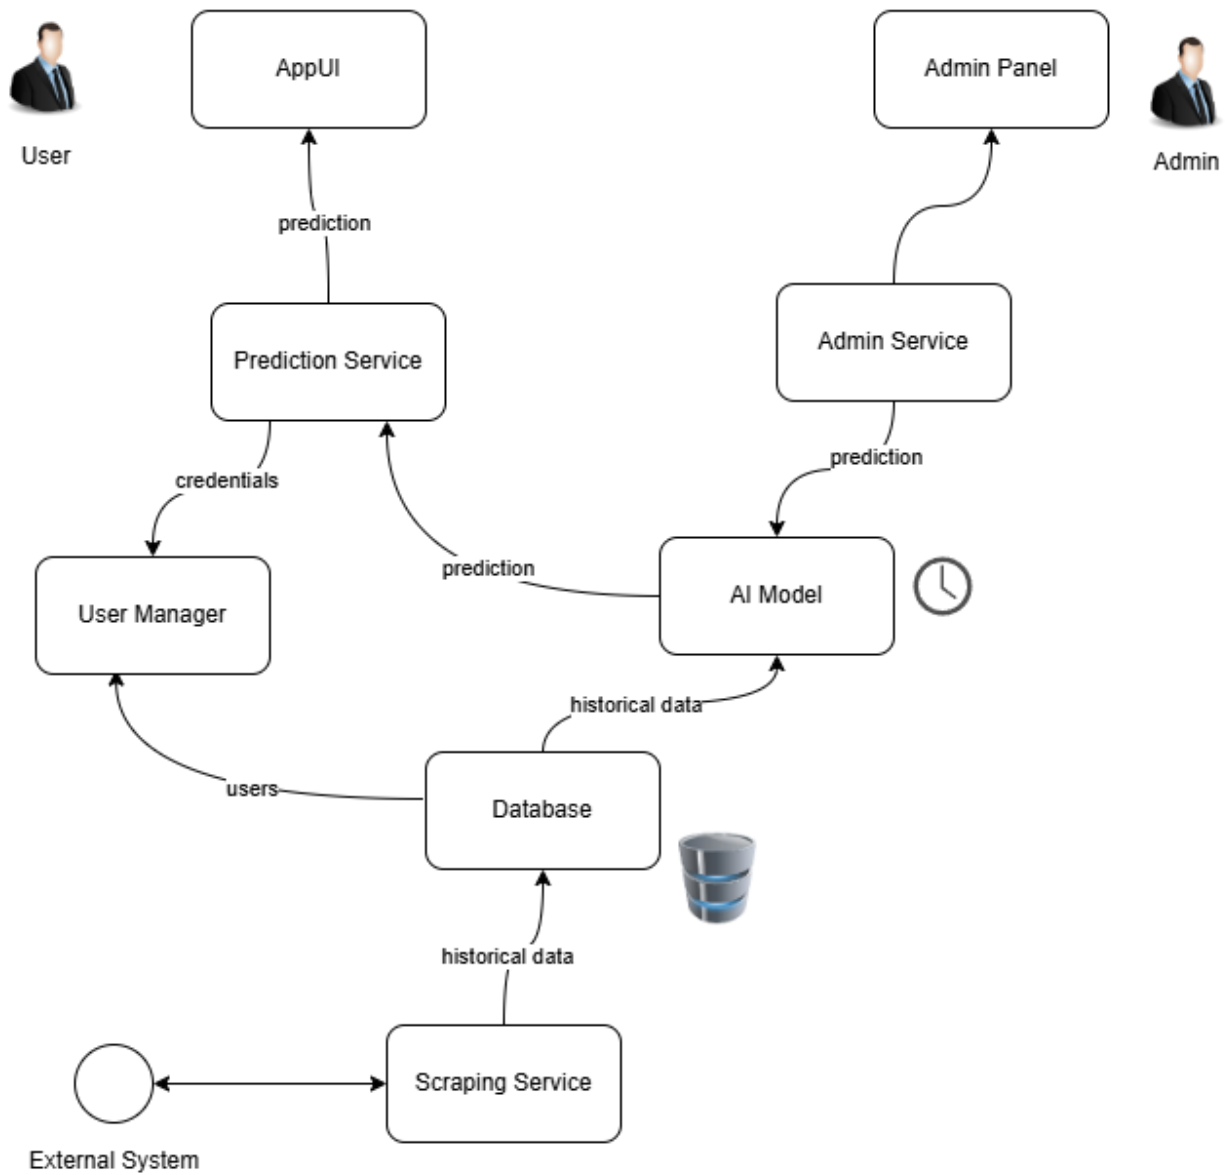 AppUI
Admin Panel
User
Admin
prediction
Admin Service
Prediction Service
prediction
credentials
prediction
AI Model
User Manager
historical data
users
Database
historical data
Scraping Service
External System